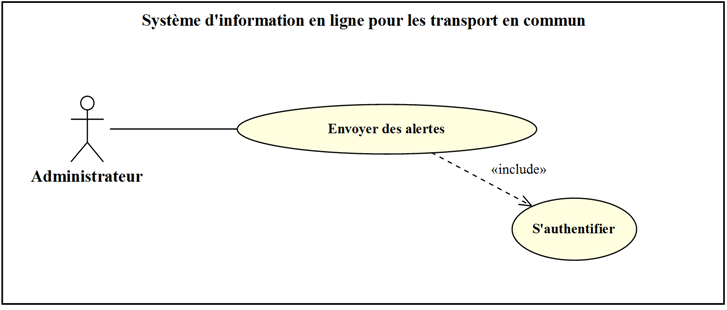 Système d'information en ligne pour les transport en commun
Envoyer des alertes
«include»
Administrateur
S'authentifier